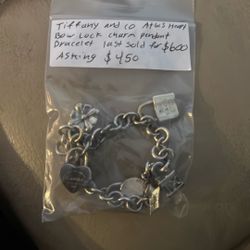 Tiffany and co Atlas Heart
Bow Lock charm pendant
Bracelet last sold for $600
Asking $450